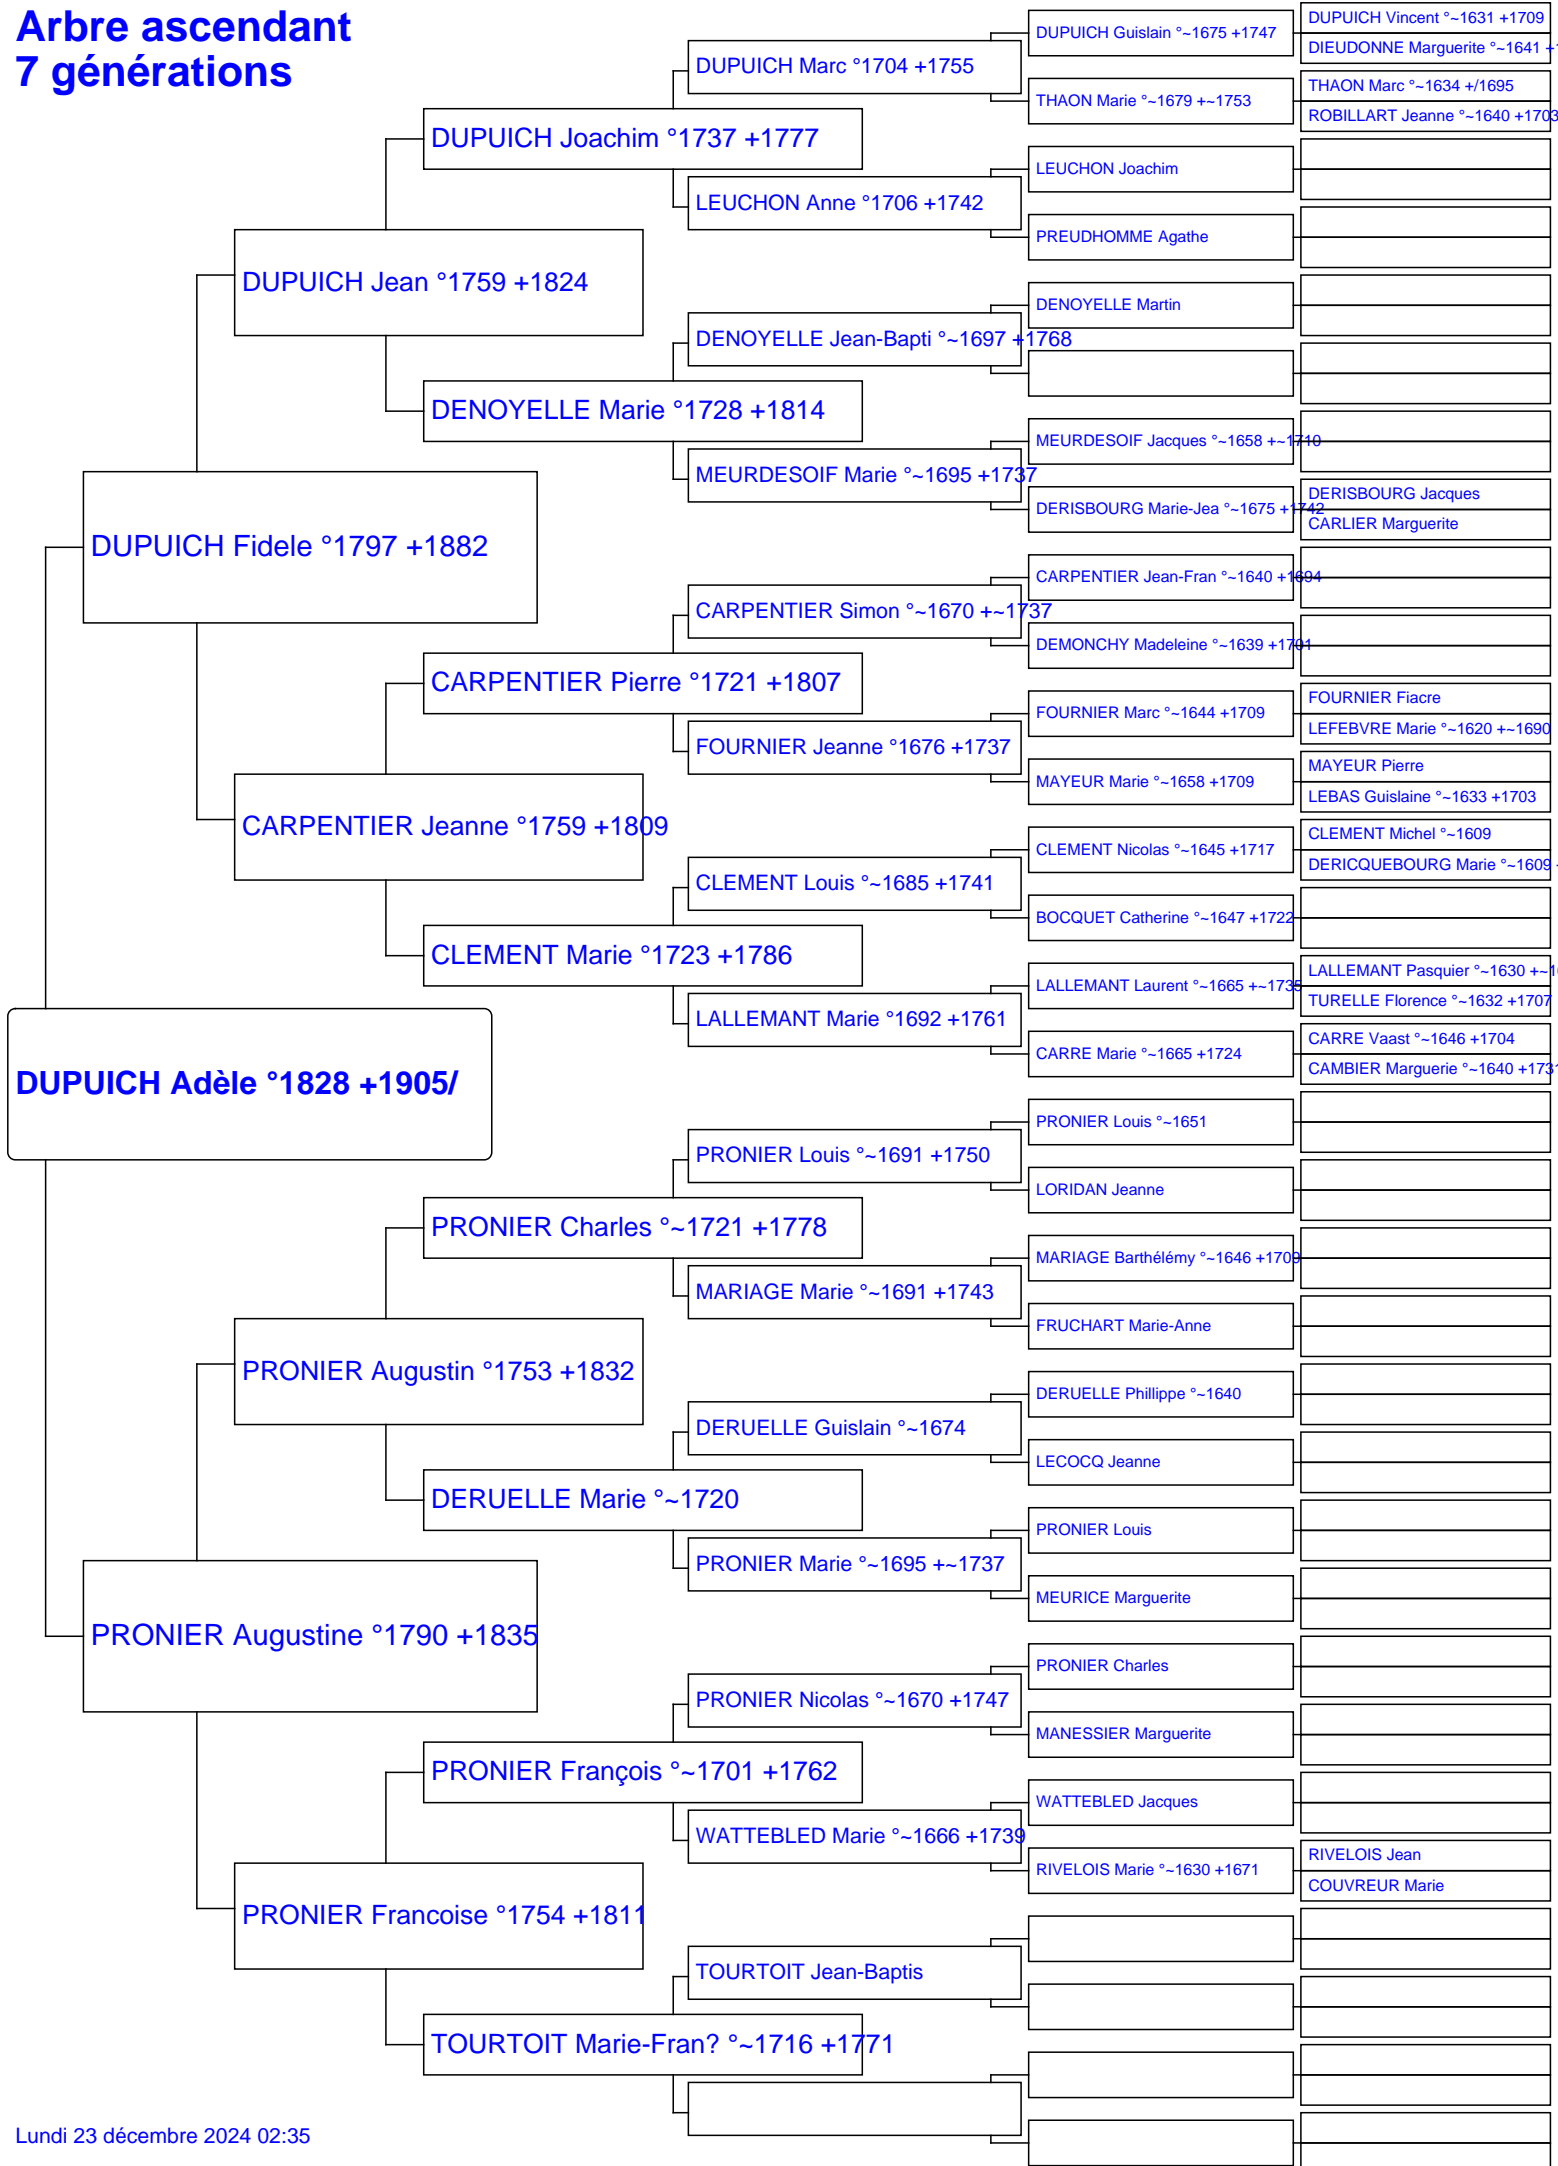 Arbre ascendant
7 générations
DUPUICH Adèle °1828 +1905/
DUPUICH Fidele °1797 +1882
PRONIER Augustine °1790 +1835
DUPUICH Jean °1759 +1824
CARPENTIER Jeanne °1759 +1809
PRONIER Augustin °1753 +1832
PRONIER Francoise °1754 +1811
DUPUICH Joachim °1737 +1777
DENOYELLE Marie °1728 +1814
CARPENTIER Pierre °1721 +1807
CLEMENT Marie °1723 +1786
PRONIER Charles °~1721 +1778
DERUELLE Marie °~1720
PRONIER François °~1701 +1762
TOURTOIT Marie-Fran? °~1716 +1771
DUPUICH Marc °1704 +1755
LEUCHON Anne °1706 +1742
DENOYELLE Jean-Bapti °~1697 +1768
MEURDESOIF Marie °~1695 +1737
CARPENTIER Simon °~1670 +~1737
FOURNIER Jeanne °1676 +1737
CLEMENT Louis °~1685 +1741
LALLEMANT Marie °1692 +1761
PRONIER Louis °~1691 +1750
MARIAGE Marie °~1691 +1743
DERUELLE Guislain °~1674
PRONIER Marie °~1695 +~1737
PRONIER Nicolas °~1670 +1747
WATTEBLED Marie °~1666 +1739
TOURTOIT Jean-Baptis
DUPUICH Guislain °~1675 +1747
THAON Marie °~1679 +~1753
LEUCHON Joachim
PREUDHOMME Agathe
DENOYELLE Martin
MEURDESOIF Jacques °~1658 +~1710
DERISBOURG Marie-Jea °~1675 +1742
CARPENTIER Jean-Fran °~1640 +1694
DEMONCHY Madeleine °~1639 +1701
FOURNIER Marc °~1644 +1709
MAYEUR Marie °~1658 +1709
CLEMENT Nicolas °~1645 +1717
BOCQUET Catherine °~1647 +1722
LALLEMANT Laurent °~1665 +~1735
CARRE Marie °~1665 +1724
PRONIER Louis °~1651
LORIDAN Jeanne
MARIAGE Barthélémy °~1646 +1709
FRUCHART Marie-Anne
DERUELLE Phillippe °~1640
LECOCQ Jeanne
PRONIER Louis
MEURICE Marguerite
PRONIER Charles
MANESSIER Marguerite
WATTEBLED Jacques
RIVELOIS Marie °~1630 +1671
DUPUICH Vincent °~1631 +1709
DIEUDONNE Marguerite °~1641
THAON Marc °~1634 +/1695
ROBILLART Jeanne °~1640 +1703
DERISBOURG Jacques
CARLIER Marguerite
FOURNIER Fiacre
LEFEBVRE Marie °~1620 +~1690
MAYEUR Pierre
LEBAS Guislaine °~1633 +1703
CLEMENT Michel °~1609
DERICQUEBOURG Marie °~1609
LALLEMANT Pasquier °~1630
TURELLE Florence °~1632 +1707
CARRE Vaast °~1646 +1704
CAMBIER Marguerie °~1640 +1731
RIVELOIS Jean
COUVREUR Marie
Lundi 23 décembre 2024 02:35